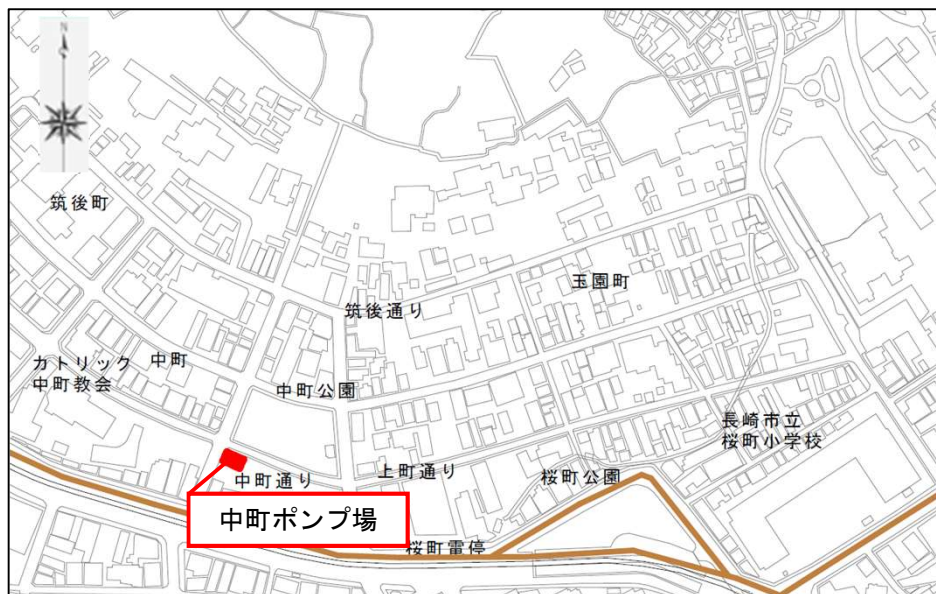 N
筑後町
玉園町
筑後通り
カトリック
中町教会
中町
中町公園
長崎市立
桜町小学校
上町通り
桜町公園
中町通り
中町ポンプ場
桜町電停